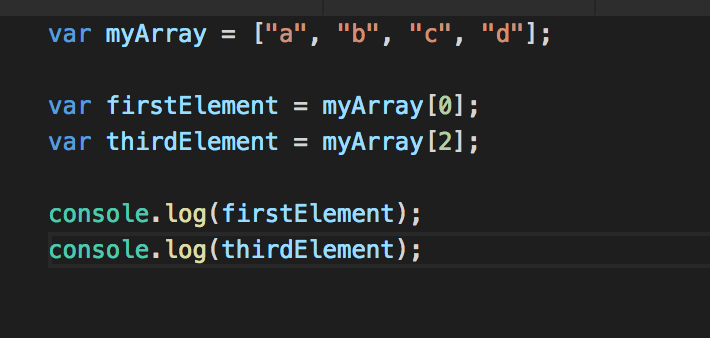 var myArray = ["a", "b", "c", "d"];
var firstElement = myArray[0];
var thirdElement = myArray[2];
console.log(firstElement);
console.log(thirdElement);